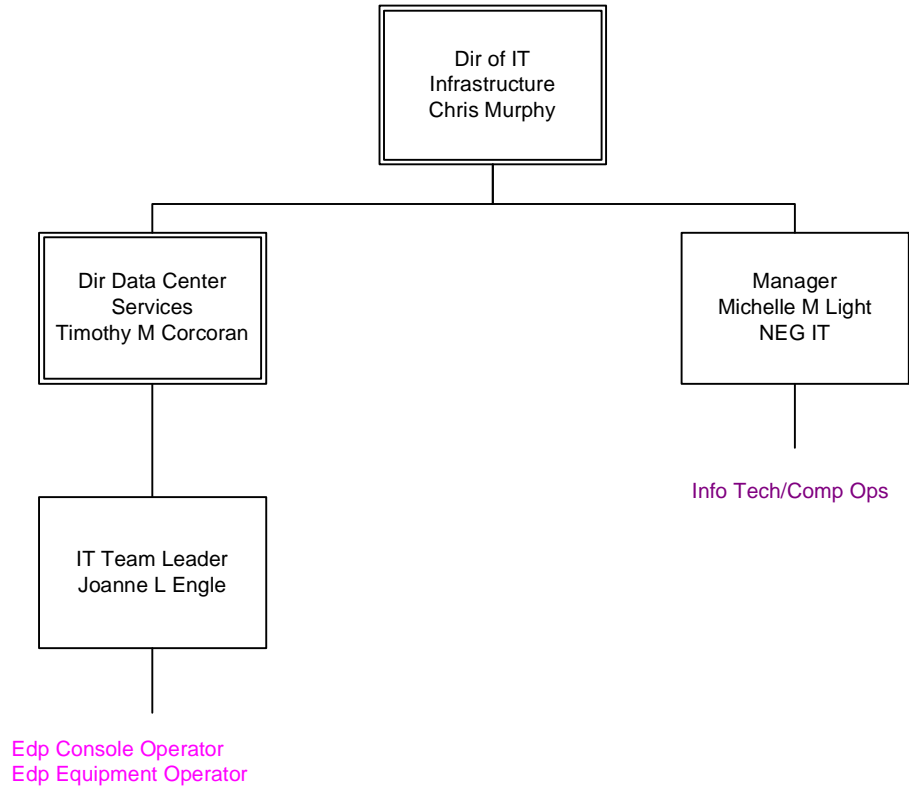 Dir of IT
Infrastructure
Chris Murphy
Dir Data Center
Services
Timothy M Corcoran
Manager
Michelle M Light
NEG IT
Info Tech/Comp Ops
IT Team Leader
Joanne L Engle
Edp Console Operator
Edp Equipment Operator